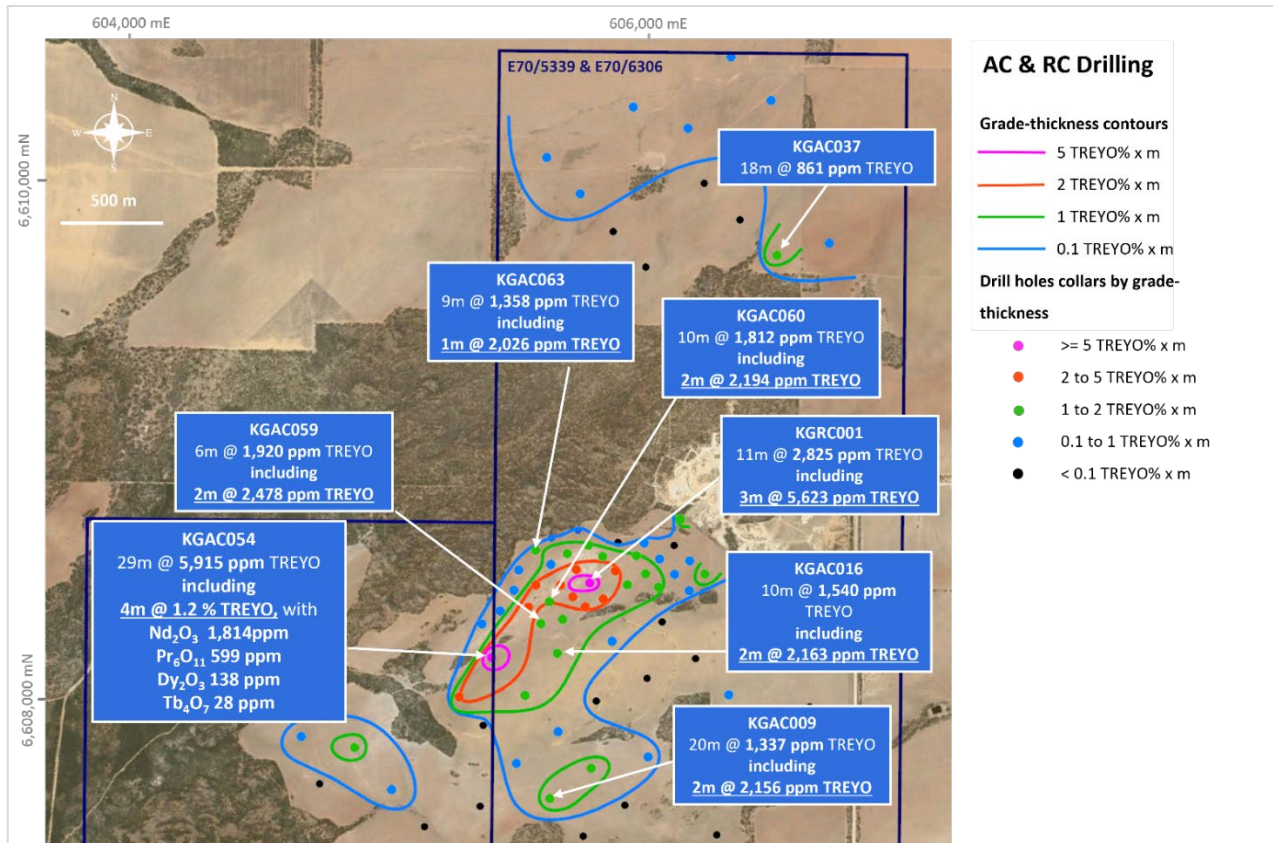 604,000 mE
606,000 mE
E70/5339 & E70/6306
N
W
E
S
500 m
6,610,000 mN
6,608,000 mN
KGAC037
18m @ 861 ppm TREYO
KGAC063
9m @ 1,358 ppm TREYO
including
1m @ 2,026 ppm TREYO
KGAC060
10m @ 1,812 ppm TREYO
including
2m @ 2,194 ppm TREYO
KGAC059
6m @ 1,920 ppm TREYO
including
2m @ 2,478 ppm TREYO
KGRC001
11m @ 2,825 ppm TREYO
including
3m @ 5,623 ppm TREYO
KGAC054
29m @ 5,915 ppm TREYO
including
4m @ 1.2 % TREYO, with
Nd₂O₃ 1,814ppm
Pr₆O₁₁ 599 ppm
Dy₂O₃ 138 ppm
Tb₄O₇ 28 ppm
KGAC016
10m @ 1,540 ppm
TREYO
including
2m @ 2,163 ppm TREYO
KGAC009
20m @ 1,337 ppm TREYO
including
2m @ 2,156 ppm TREYO
AC & RC Drilling
Grade-thickness contours
5 TREYO% x m
2 TREYO% x m
1 TREYO% x m
0.1 TREYO% x m
Drill holes collars by grade-
thickness
>= 5 TREYO% x m
2 to 5 TREYO% x m
1 to 2 TREYO% x m
0.1 to 1 TREYO% x m
< 0.1 TREYO% x m